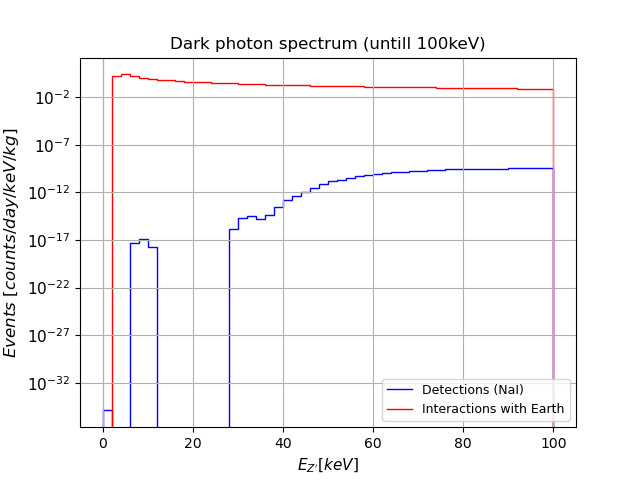 Dark photon spectrum (untill 100keV)
Events [counts/day/keV/kg]
10⁻²
10⁻⁷
10⁻¹²
10⁻¹⁷
10⁻²²
10⁻²⁷
10⁻³²
Detections (NaI)
Interactions with Earth
0 20 40 60 80 100
E_{Z'}[keV]